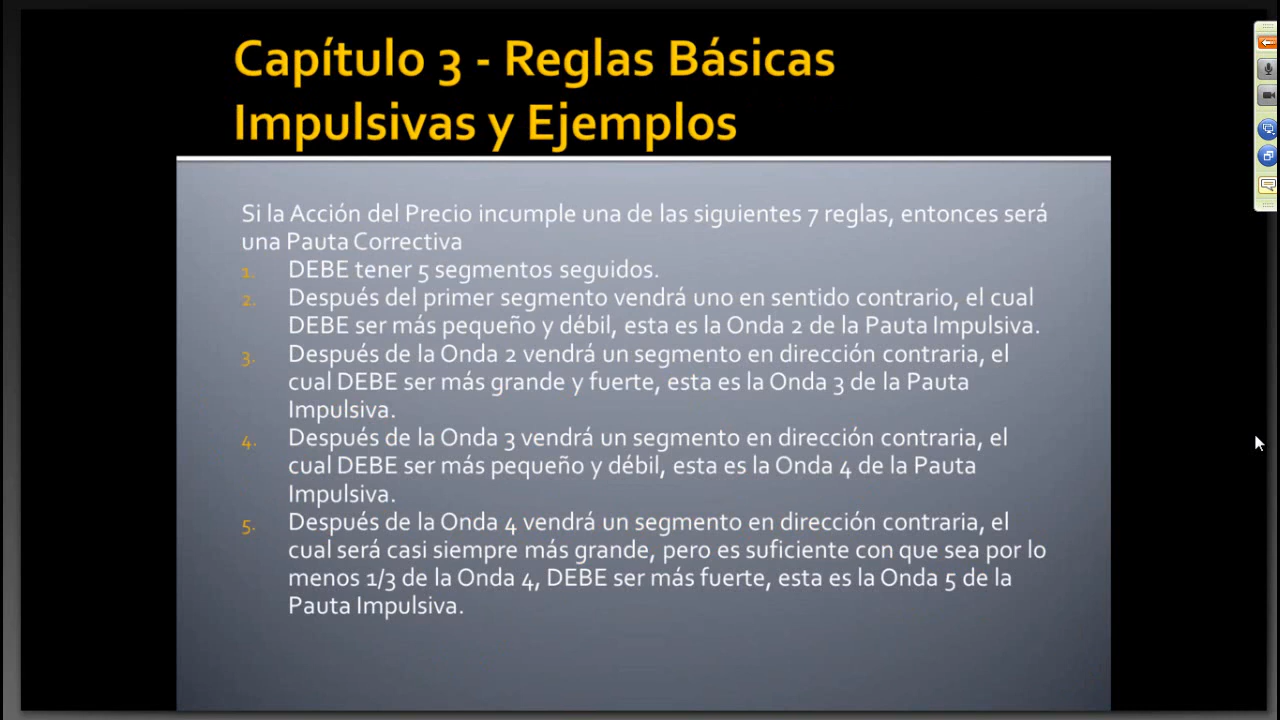 Capítulo 3 - Reglas Básicas
Impulsivas y Ejemplos
Si la Acción del Precio incumple una de las siguientes 7 reglas, entonces será
una Pauta Correctiva
1. DEBE tener 5 segmentos seguidos.
2. Después del primer segmento vendrá uno en sentido contrario, el cual
DEBE ser más pequeño y débil, esta es la Onda 2 de la Pauta Impulsiva.
3. Después de la Onda 2 vendrá un segmento en dirección contraria, el
cual DEBE ser más grande y fuerte, esta es la Onda 3 de la Pauta
Impulsiva.
4. Después de la Onda 3 vendrá un segmento en dirección contraria, el
cual DEBE ser más pequeño y débil, esta es la Onda 4 de la Pauta
Impulsiva.
5. Después de la Onda 4 vendrá un segmento en dirección contraria, el
cual será casi siempre más grande, pero es suficiente con que sea por lo
menos 1/3 de la Onda 4, DEBE ser más fuerte, esta es la Onda 5 de la
Pauta Impulsiva.